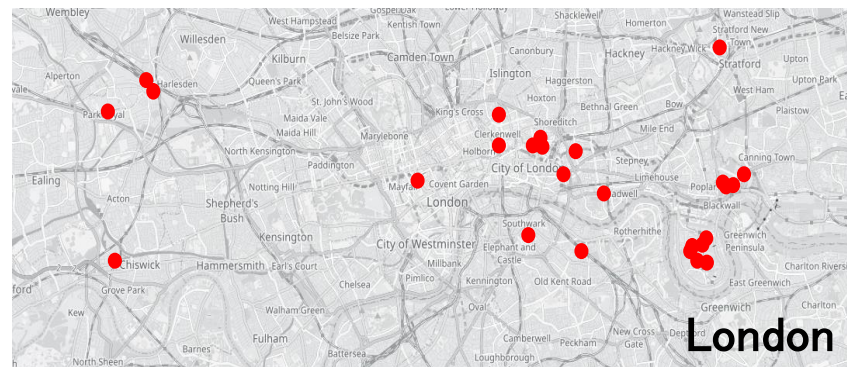 Wembley
Gospel Oak
Shacklewell
Homerton
Wanstead Slip
West Hampstead
Kentish Town
Stratford New
Town
Willesden
Belsize Park
Canonbury
Hackney
Hackney Wick
Kilburn
Camden Town
Stratford
Upton
Alperton
Islington
Harlesden
Queen's Park
Haggerston
West Ham
Upton Park
St. John's Wood
Hoxton
Bethnal Green
Bow
Plaistow
Park Royal
Maida Vale
King's Cross
Shoreditch
Maida Hill
Marylebone
Clerkenwell
Mile End
North Kensington
Holborn
Paddington
City of London
Stepney
Canning Town
Ealing
Notting Hill
Mayfair
Covent Garden
Limehouse
Poplar
Acton
Shepherd's
Bush
London
Shadwell
Blackwall
Southwark
Rotherhithe
Greenwich
Peninsula
Kensington
City of Westminster
Elephant and
Castle
Chiswick
Hammersmith
Earl's Court
Millbank
Charlton Rivers
Grove Park
Chelsea
Pimlico
Kennington
Old Kent Road
East Greenwich
Kew
Walham Green
Oval
Greenwich
Charlton
Fulham
Camberwell
Peckham
New Cross
Gate
Deptford
Barnes
Battersea
Loughborough
North Sheen
London